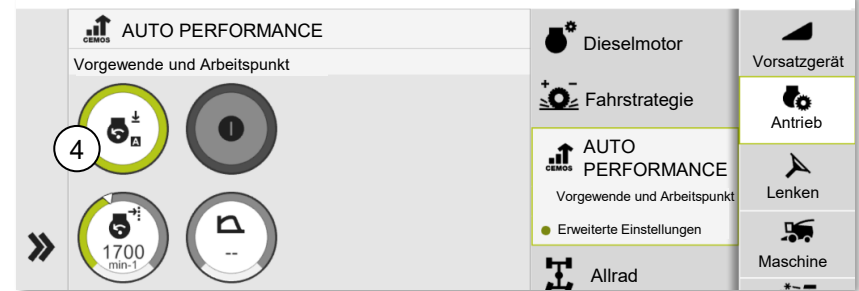 CEMOS
AUTO PERFORMANCE
Vorgewende und Arbeitspunkt
A
4
1700
min-1
--
Dieselmotor
Fahrstrategie
CEMOS
AUTO
PERFORMANCE
Vorgewende und Arbeitspunkt
Erweiterte Einstellungen
Allrad
Vorsatzgerät
Antrieb
Lenken
Maschine